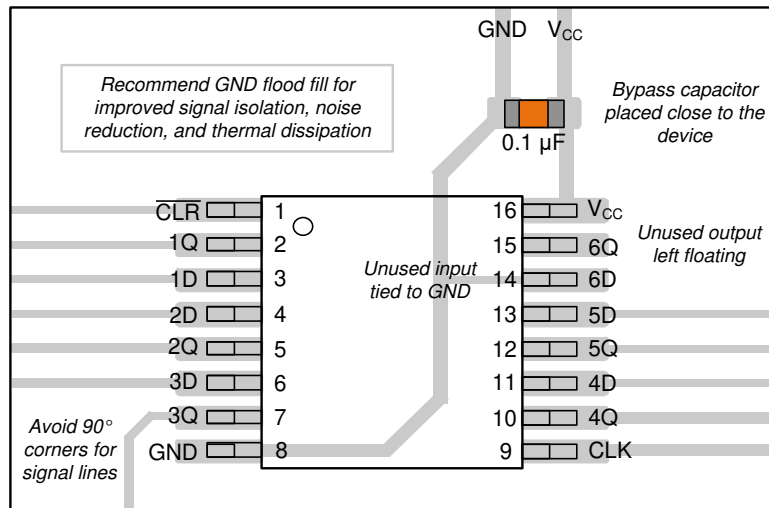 GND V_CC
Recommend GND flood fill for
improved signal isolation, noise
reduction, and thermal dissipation
Bypass capacitor
placed close to the
device
0.1 µF
C̅L̅R̅ 1
1Q 2
1D 3
2D 4
2Q 5
3D 6
3Q 7
GND 8
Unused input
tied to GND
16 V_CC
15 6Q
14 6D
13 5D
12 5Q
11 4D
10 4Q
9 CLK
Unused output
left floating
Avoid 90°
corners for
signal lines